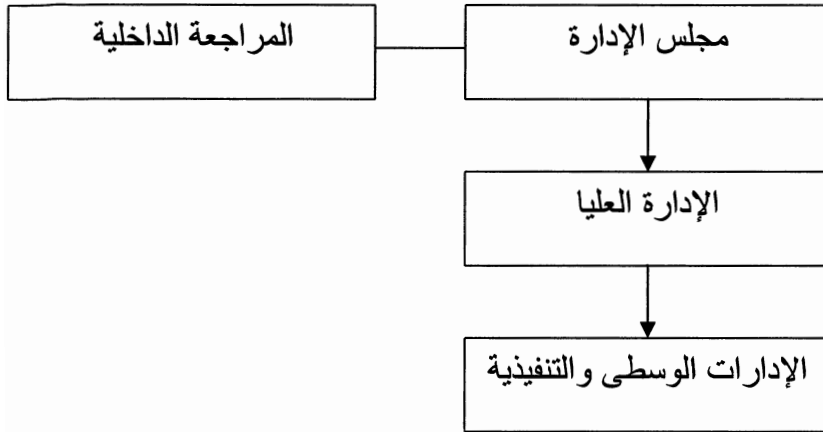 مجلس الإدارة
المراجعة الداخلية
الإدارة العليا
الإدارات الوسطى والتنفيذية